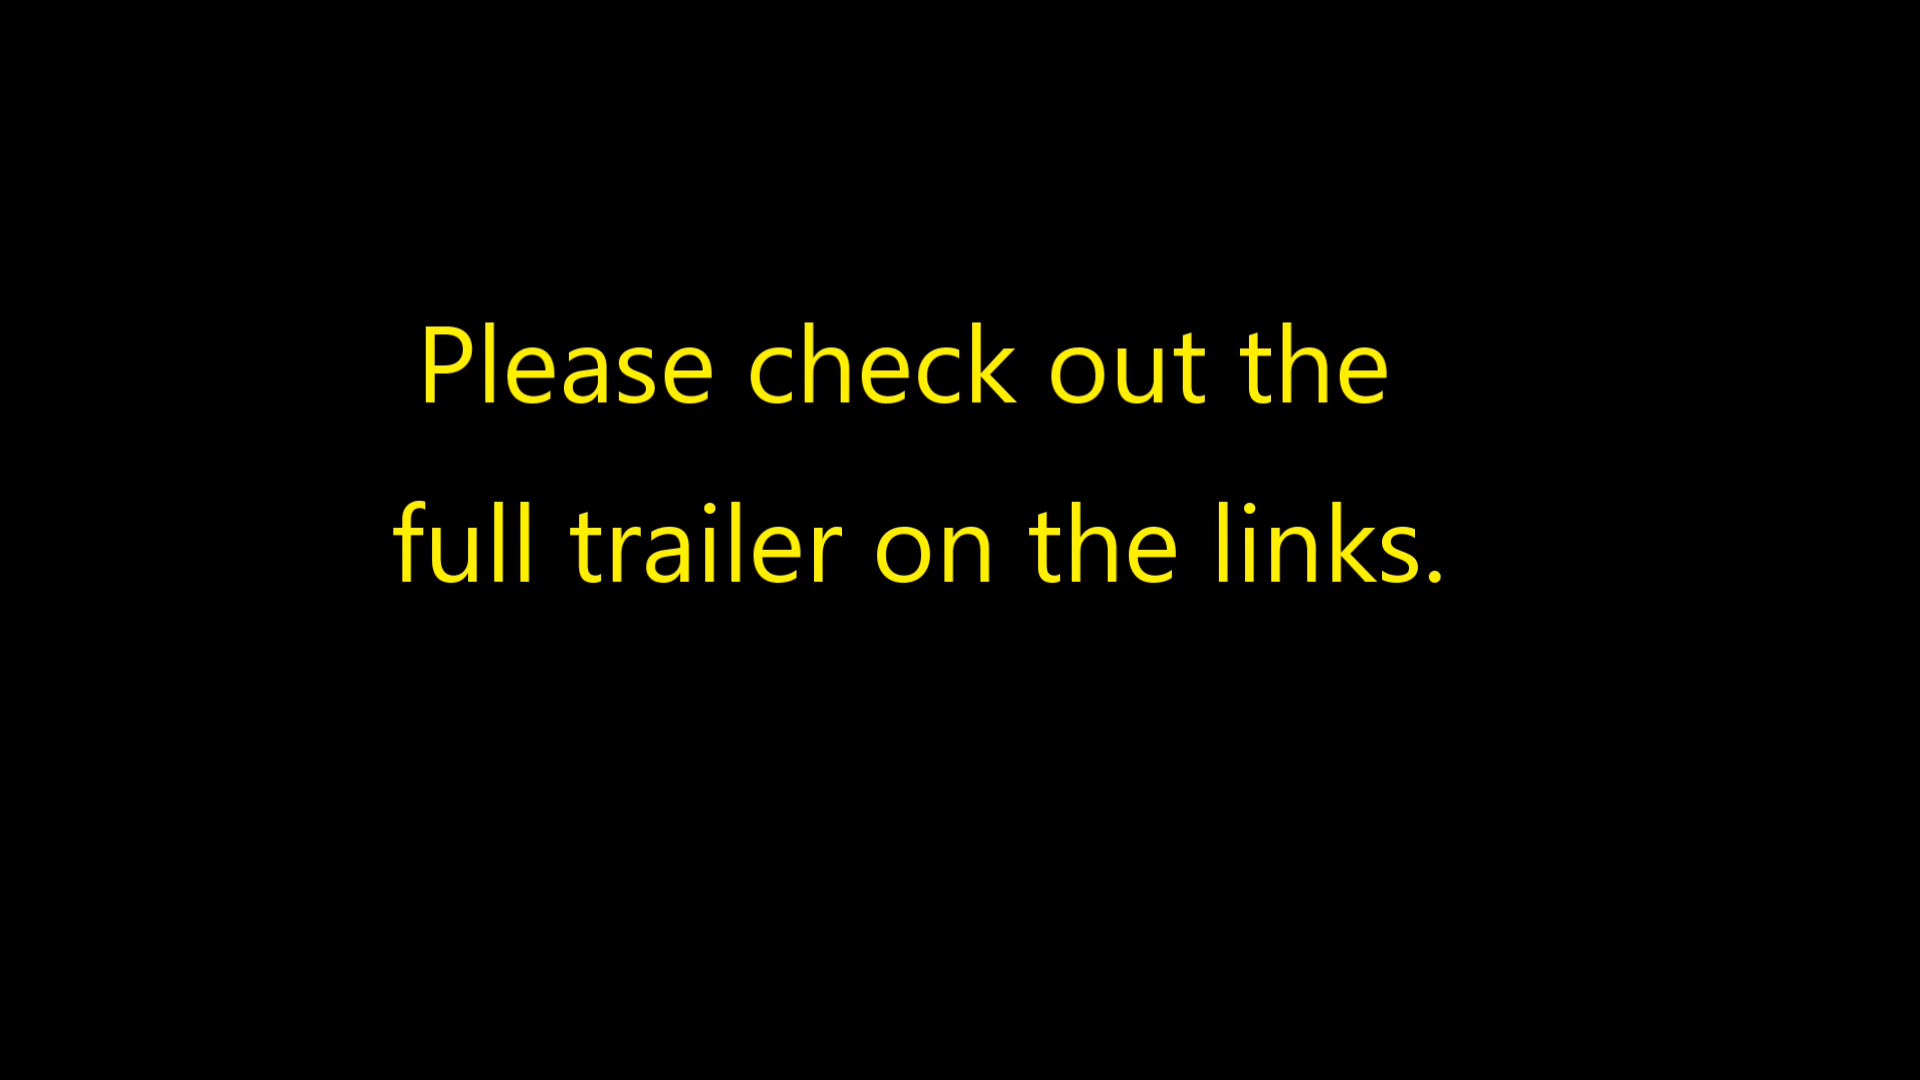 Please check out the
full trailer on the links.